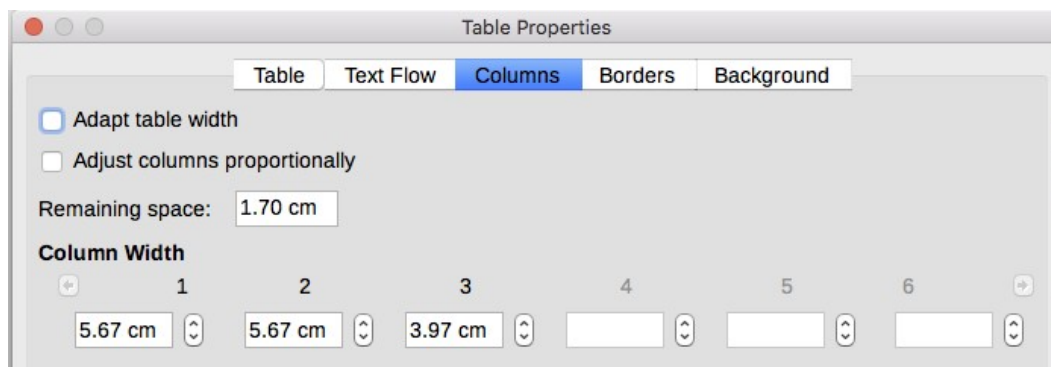 Table Properties
Table Text Flow Columns Borders Background
Adapt table width
Adjust columns proportionally
Remaining space: 1.70 cm
Column Width
1 2 3 4 5 6
5.67 cm 5.67 cm 3.97 cm